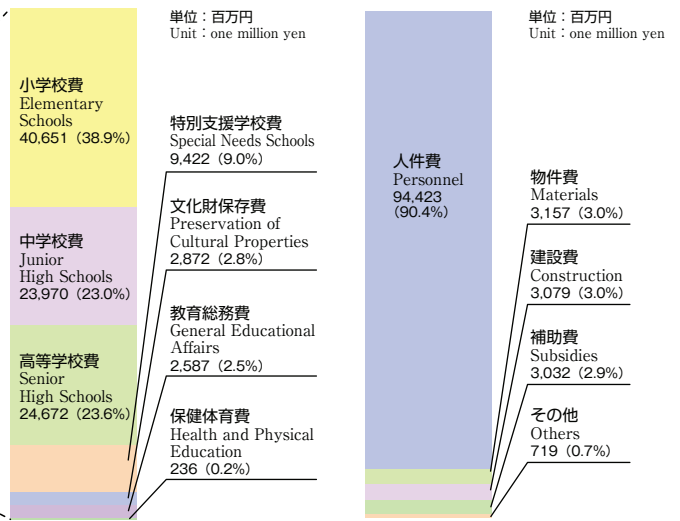 単位：百万円
Unit：one million yen
小学校費
Elementary
Schools
40,651（38.9%）
中学校費
Junior
High Schools
23,970（23.0%）
高等学校費
Senior
High Schools
24,672（23.6%）
特別支援学校費
Special Needs Schools
9,422（9.0%）
文化財保存費
Preservation of
Cultural Properties
2,872（2.8%）
教育総務費
General Educational
Affairs
2,587（2.5%）
保健体育費
Health and Physical
Education
236（0.2%）
単位：百万円
Unit：one million yen
人件費
Personnel
94,423
（90.4%）
物件費
Materials
3,157（3.0%）
建設費
Construction
3,079（3.0%）
補助費
Subsidies
3,032（2.9%）
その他
Others
719（0.7%）